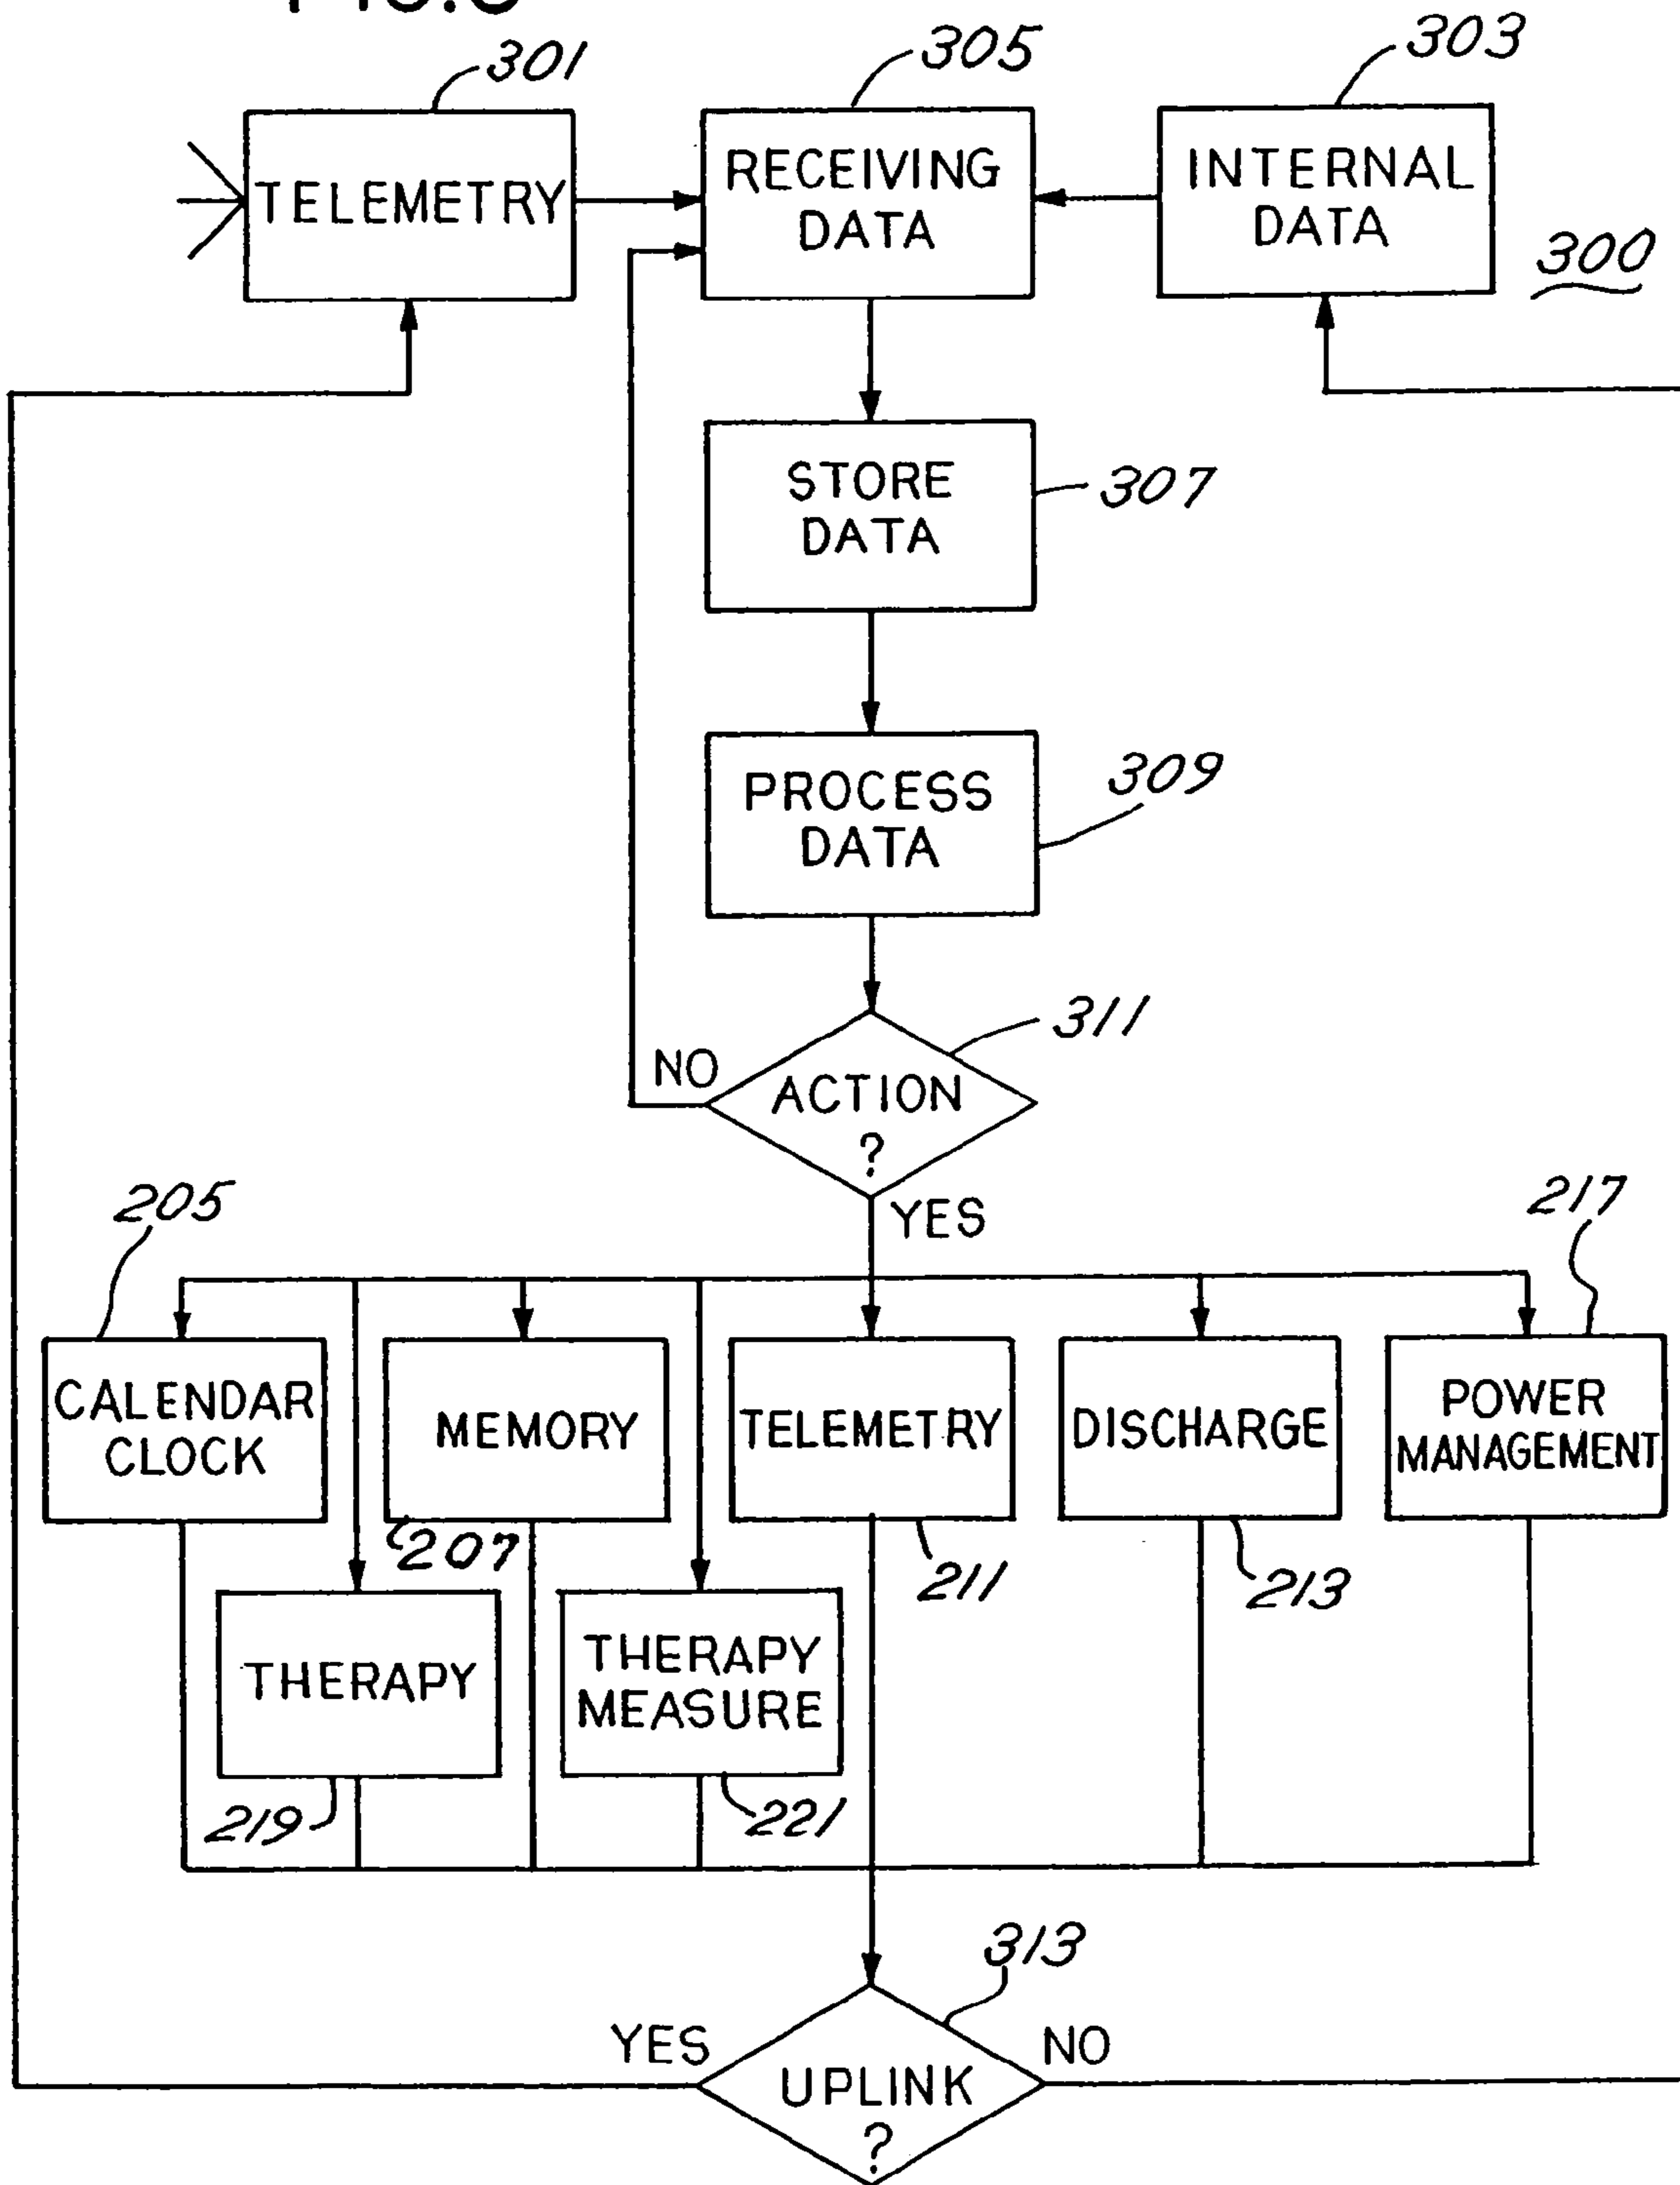 301
305
303
TELEMETRY
RECEIVING
DATA
INTERNAL
DATA
300
STORE
DATA
307
PROCESS
DATA
309
311
NO
ACTION
?
YES
205
217
CALENDAR
CLOCK
MEMORY
TELEMETRY
DISCHARGE
POWER
MANAGEMENT
207
211
213
THERAPY
THERAPY
MEASURE
219
221
313
YES
NO
UPLINK
?